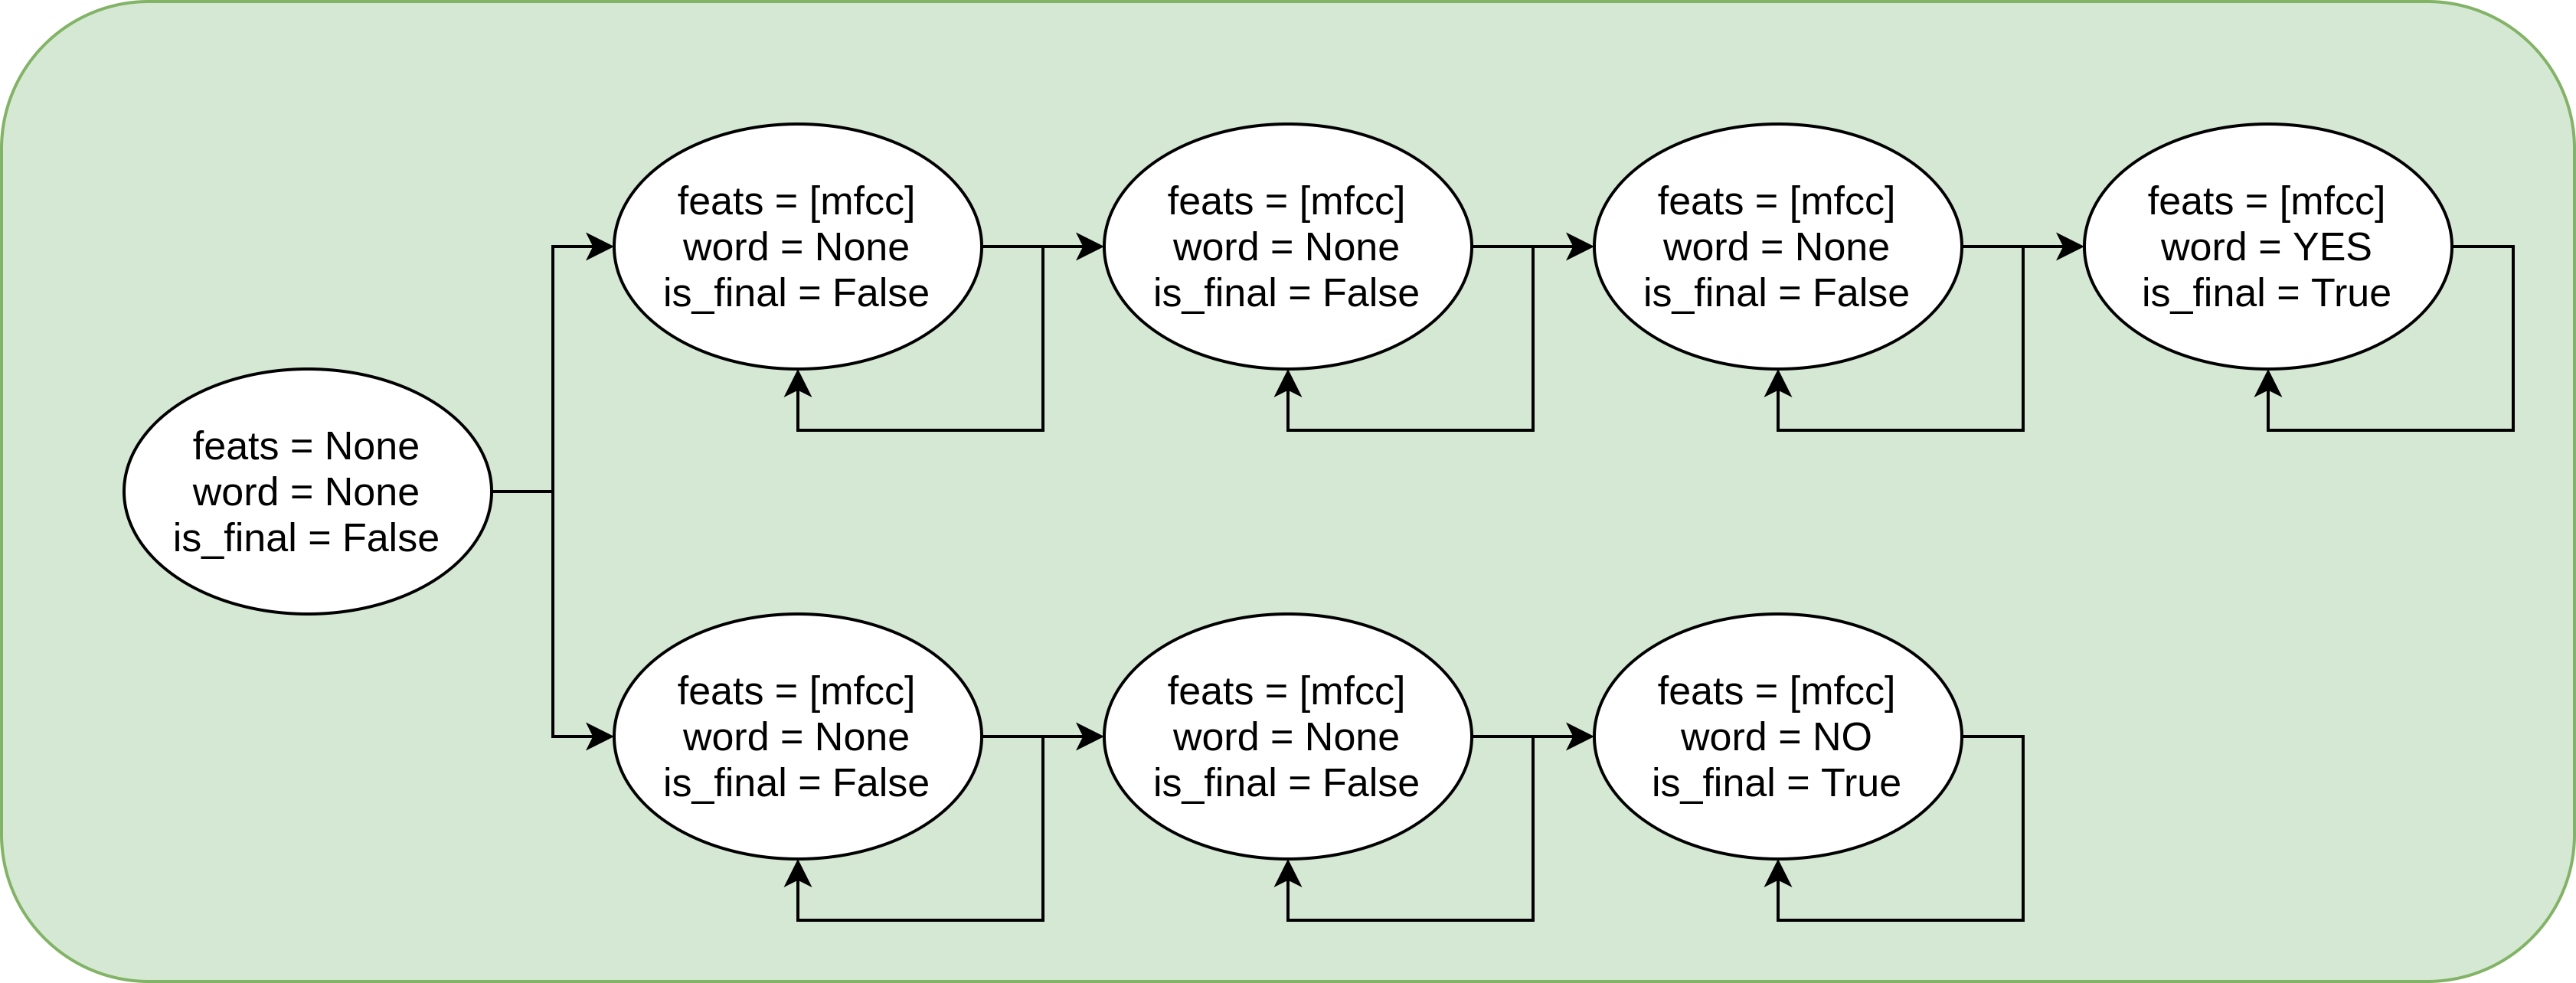 feats = [mfcc]
word = None
is_final = False
feats = [mfcc]
word = None
is_final = False
feats = [mfcc]
word = None
is_final = False
feats = [mfcc]
word = YES
is_final = True
feats = None
word = None
is_final = False
feats = [mfcc]
word = None
is_final = False
feats = [mfcc]
word = None
is_final = False
feats = [mfcc]
word = NO
is_final = True